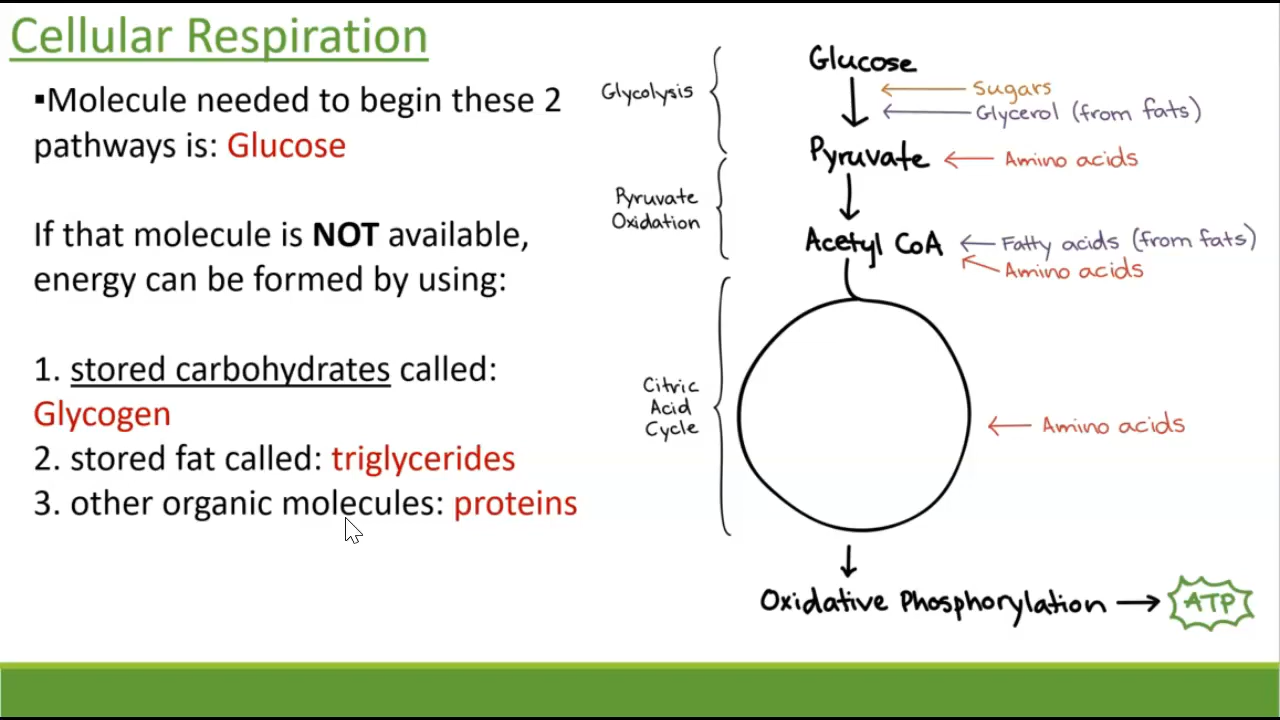 Cellular Respiration
▪Molecule needed to begin these 2
pathways is: Glucose
If that molecule is NOT available,
energy can be formed by using:
1. stored carbohydrates called:
Glycogen
2. stored fat called: triglycerides
3. other organic molecules: proteins
Glucose
Glycolysis
Sugars
Glycerol (from fats)
Pyruvate
Amino acids
Pyruvate
Oxidation
Acetyl CoA
Fatty acids (from fats)
Amino acids
Citric
Acid
Cycle
Amino acids
Oxidative Phosphorylation
ATP